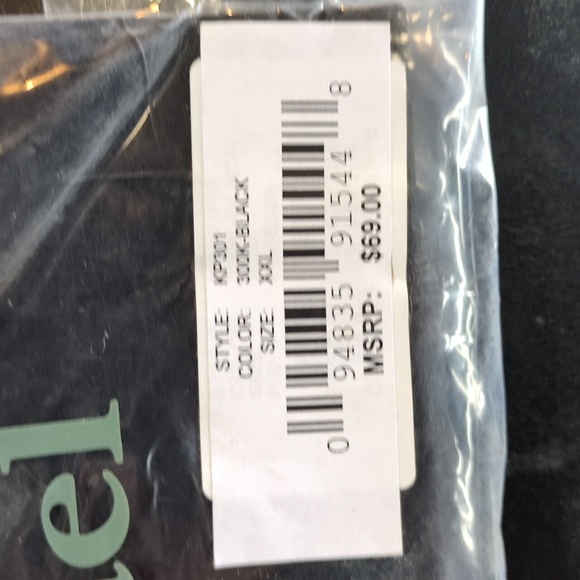 STYLE: KP301
COLOR: 300K-BLACK
SIZE: XXL
0 94835 91544 8
MSRP: $69.00
el